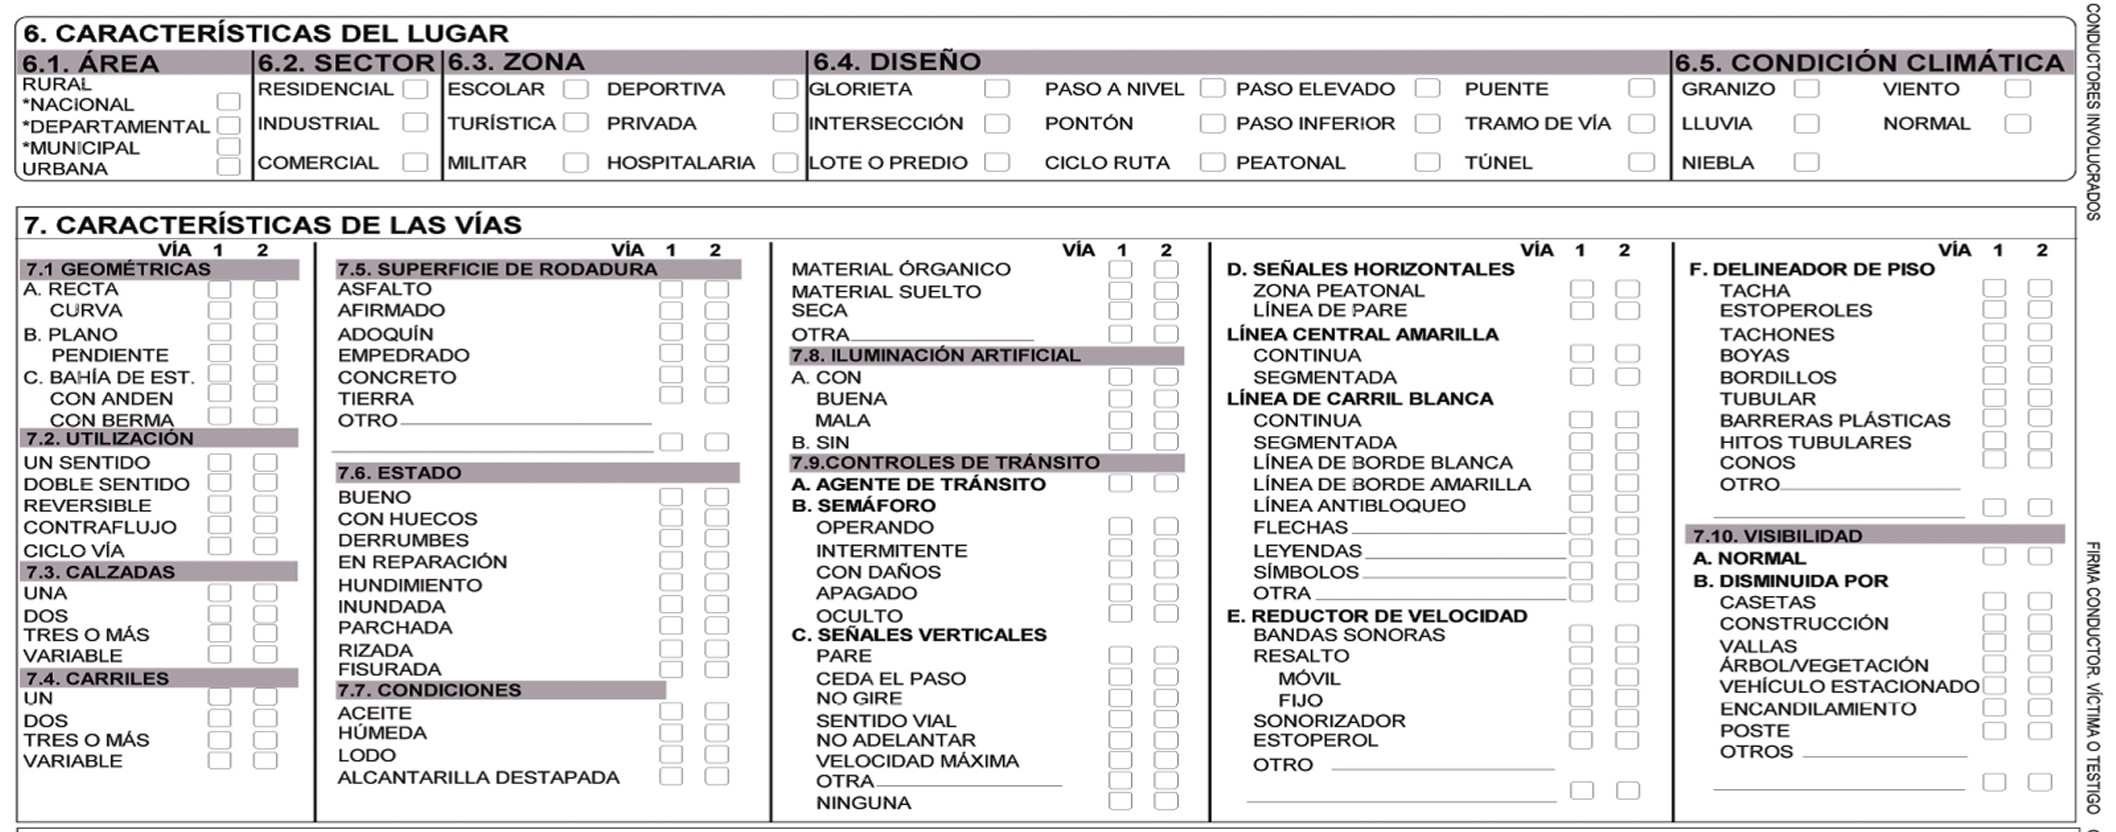 6. CARACTERÍSTICAS DEL LUGAR
6.1. ÁREA
RURAL
*NACIONAL
*DEPARTAMENTAL
*MUNICIPAL
URBANA
6.2. SECTOR
RESIDENCIAL
INDUSTRIAL
COMERCIAL
6.3. ZONA
ESCOLAR DEPORTIVA
TURÍSTICA PRIVADA
MILITAR HOSPITALARIA
6.4. DISEÑO
GLORIETA PASO A NIVEL PASO ELEVADO PUENTE
INTERSECCIÓN PONTÓN PASO INFERIOR TRAMO DE VÍA
LOTE O PREDIO CICLO RUTA PEATONAL TÚNEL
6.5. CONDICIÓN CLIMÁTICA
GRANIZO VIENTO
LLUVIA NORMAL
NIEBLA
7. CARACTERÍSTICAS DE LAS VÍAS
VÍA 1 2
7.1 GEOMÉTRICAS
A. RECTA
CURVA
B. PLANO
PENDIENTE
C. BAHÍA DE EST.
CON ANDEN
CON BERMA
7.2. UTILIZACIÓN
UN SENTIDO
DOBLE SENTIDO
REVERSIBLE
CONTRAFLUJO
CICLO VÍA
7.3. CALZADAS
UNA
DOS
TRES O MÁS
VARIABLE
7.4. CARRILES
UN
DOS
TRES O MÁS
VARIABLE
VÍA 1 2
7.5. SUPERFICIE DE RODADURA
ASFALTO
AFIRMADO
ADOQUÍN
EMPEDRADO
CONCRETO
TIERRA
OTRO
7.6. ESTADO
BUENO
CON HUECOS
DERRUMBES
EN REPARACIÓN
HUNDIMIENTO
INUNDADA
PARCHADA
RIZADA
FISURADA
7.7. CONDICIONES
ACEITE
HÚMEDA
LODO
ALCANTARILLA DESTAPADA
VÍA 1 2
MATERIAL ÓRGANICO
MATERIAL SUELTO
SECA
OTRA
7.8. ILUMINACIÓN ARTIFICIAL
A. CON
BUENA
MALA
B. SIN
7.9.CONTROLES DE TRÁNSITO
A. AGENTE DE TRÁNSITO
B. SEMÁFORO
OPERANDO
INTERMITENTE
CON DAÑOS
APAGADO
OCULTO
C. SEÑALES VERTICALES
PARE
CEDA EL PASO
NO GIRE
SENTIDO VIAL
NO ADELANTAR
VELOCIDAD MÁXIMA
OTRA
NINGUNA
VÍA 1 2
D. SEÑALES HORIZONTALES
ZONA PEATONAL
LÍNEA DE PARE
LÍNEA CENTRAL AMARILLA
CONTINUA
SEGMENTADA
LÍNEA DE CARRIL BLANCA
CONTINUA
SEGMENTADA
LÍNEA DE BORDE BLANCA
LÍNEA DE BORDE AMARILLA
LÍNEA ANTIBLOQUEO
FLECHAS
LEYENDAS
SÍMBOLOS
OTRA
E. REDUCTOR DE VELOCIDAD
BANDAS SONORAS
RESALTO
MÓVIL
FIJO
SONORIZADOR
ESTOPEROL
OTRO
VÍA 1 2
F. DELINEADOR DE PISO
TACHA
ESTOPEROLES
TACHONES
BOYAS
BORDILLOS
TUBULAR
BARRERAS PLÁSTICAS
HITOS TUBULARES
CONOS
OTRO
7.10. VISIBILIDAD
A. NORMAL
B. DISMINUIDA POR
CASETAS
CONSTRUCCIÓN
VALLAS
ÁRBOL/VEGETACIÓN
VEHÍCULO ESTACIONADO
ENCANDILAMIENTO
POSTE
OTROS
CONDUCTORES INVOLUCRADOS
FIRMA CONDUCTOR. VÍCTIMA O TESTIGO